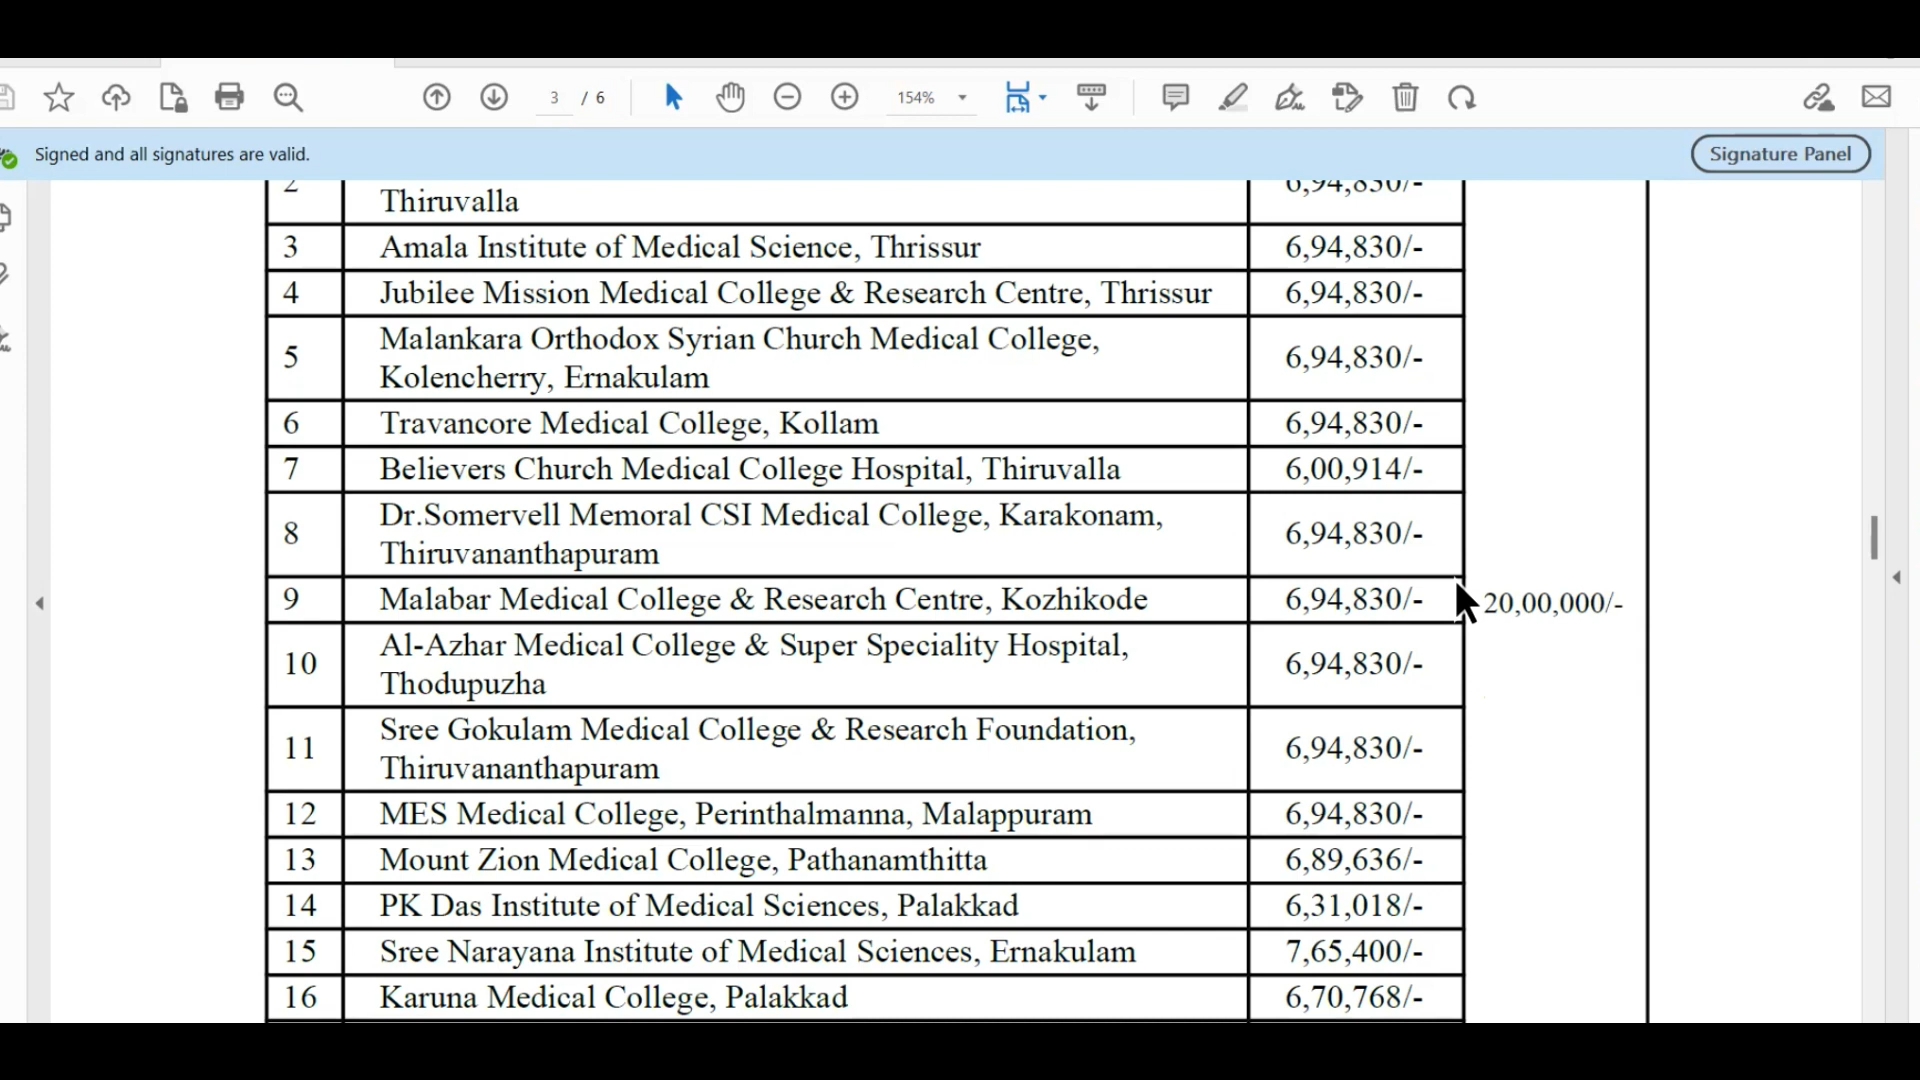 3 / 6
154%
Signed and all signatures are valid.
Signature Panel
2 6,94,830/-
Thiruvalla
3 Amala Institute of Medical Science, Thrissur 6,94,830/-
4 Jubilee Mission Medical College & Research Centre, Thrissur 6,94,830/-
Malankara Orthodox Syrian Church Medical College,
5 6,94,830/-
Kolencherry, Ernakulam
6 Travancore Medical College, Kollam 6,94,830/-
7 Believers Church Medical College Hospital, Thiruvalla 6,00,914/-
Dr.Somervell Memoral CSI Medical College, Karakonam,
8 6,94,830/-
Thiruvananthapuram
9 Malabar Medical College & Research Centre, Kozhikode 6,94,830/- 20,00,000/-
Al-Azhar Medical College & Super Speciality Hospital,
10 6,94,830/-
Thodupuzha
Sree Gokulam Medical College & Research Foundation,
11 6,94,830/-
Thiruvananthapuram
12 MES Medical College, Perinthalmanna, Malappuram 6,94,830/-
13 Mount Zion Medical College, Pathanamthitta 6,89,636/-
14 PK Das Institute of Medical Sciences, Palakkad 6,31,018/-
15 Sree Narayana Institute of Medical Sciences, Ernakulam 7,65,400/-
16 Karuna Medical College, Palakkad 6,70,768/-